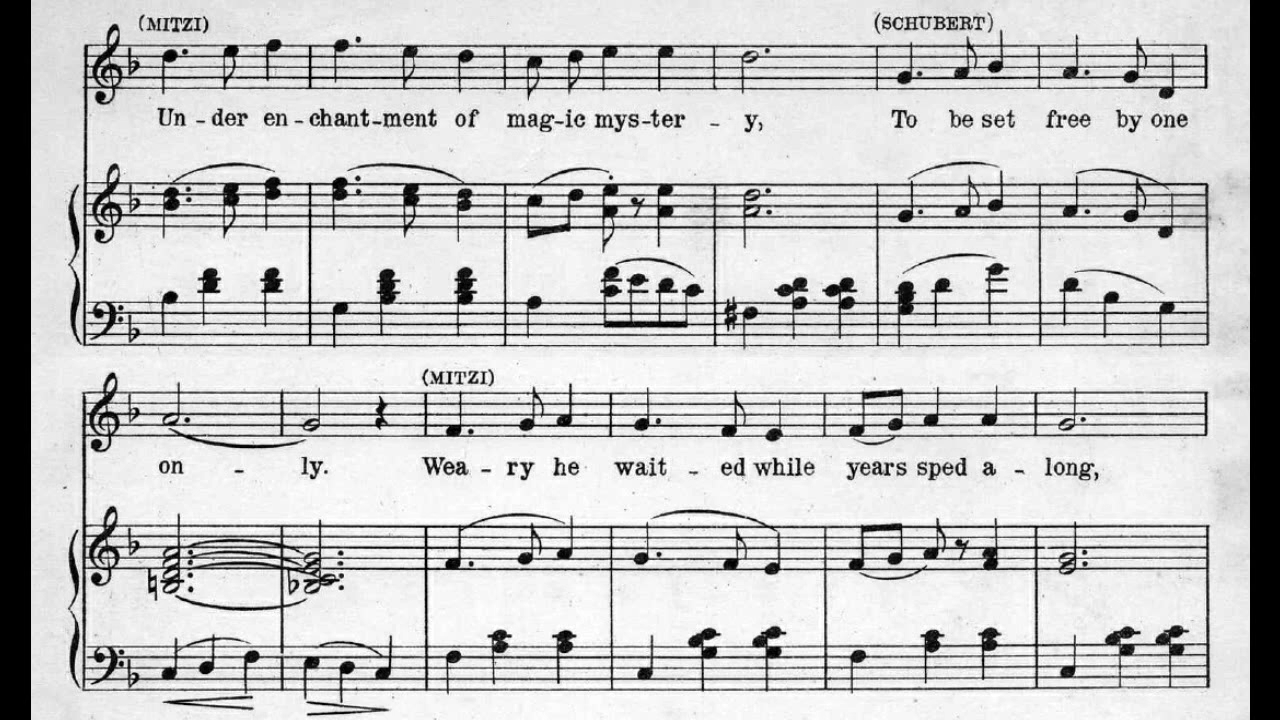 (MITZI) (SCHUBERT)
Un-der en-chant-ment of mag-ic mys-ter-y, To be set free by one
(MITZI)
on-ly. Wea-ry he wait-ed while years sped a-long,